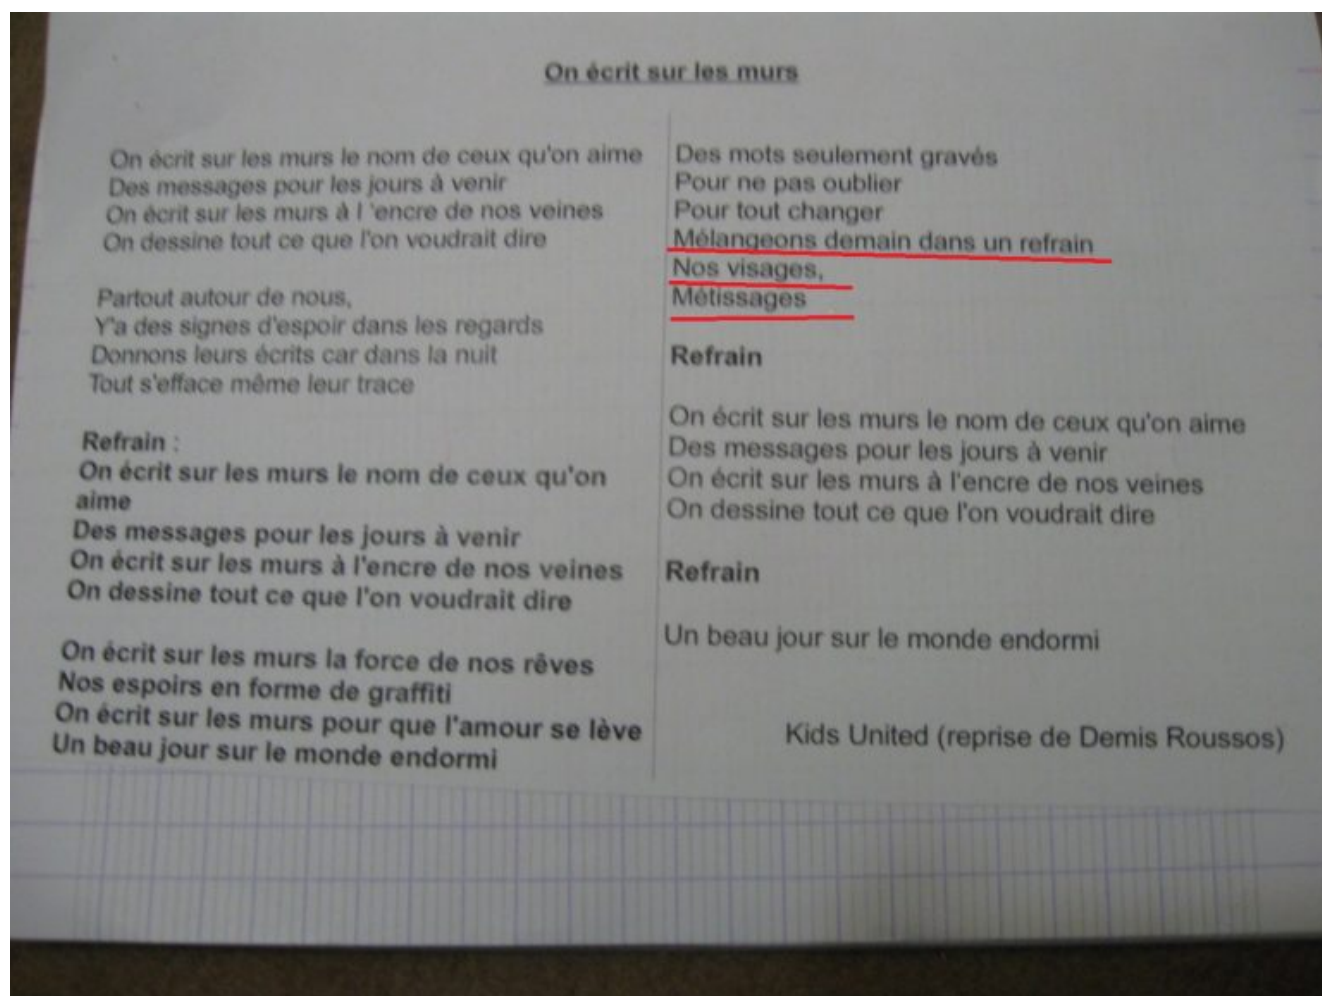 On écrit sur les murs
On écrit sur les murs le nom de ceux qu'on aime
Des messages pour les jours à venir
On écrit sur les murs à l 'encre de nos veines
On dessine tout ce que l'on voudrait dire
Partout autour de nous,
Y'a des signes d'espoir dans les regards
Donnons leurs écrits car dans la nuit
Tout s'efface même leur trace
Refrain :
On écrit sur les murs le nom de ceux qu'on
aime
Des messages pour les jours à venir
On écrit sur les murs à l'encre de nos veines
On dessine tout ce que l'on voudrait dire
On écrit sur les murs la force de nos rêves
Nos espoirs en forme de graffiti
On écrit sur les murs pour que l'amour se lève
Un beau jour sur le monde endormi
Des mots seulement gravés
Pour ne pas oublier
Pour tout changer
Mélangeons demain dans un refrain
Nos visages,
Métissages
Refrain
On écrit sur les murs le nom de ceux qu'on aime
Des messages pour les jours à venir
On écrit sur les murs à l'encre de nos veines
On dessine tout ce que l'on voudrait dire
Refrain
Un beau jour sur le monde endormi
Kids United (reprise de Demis Roussos)